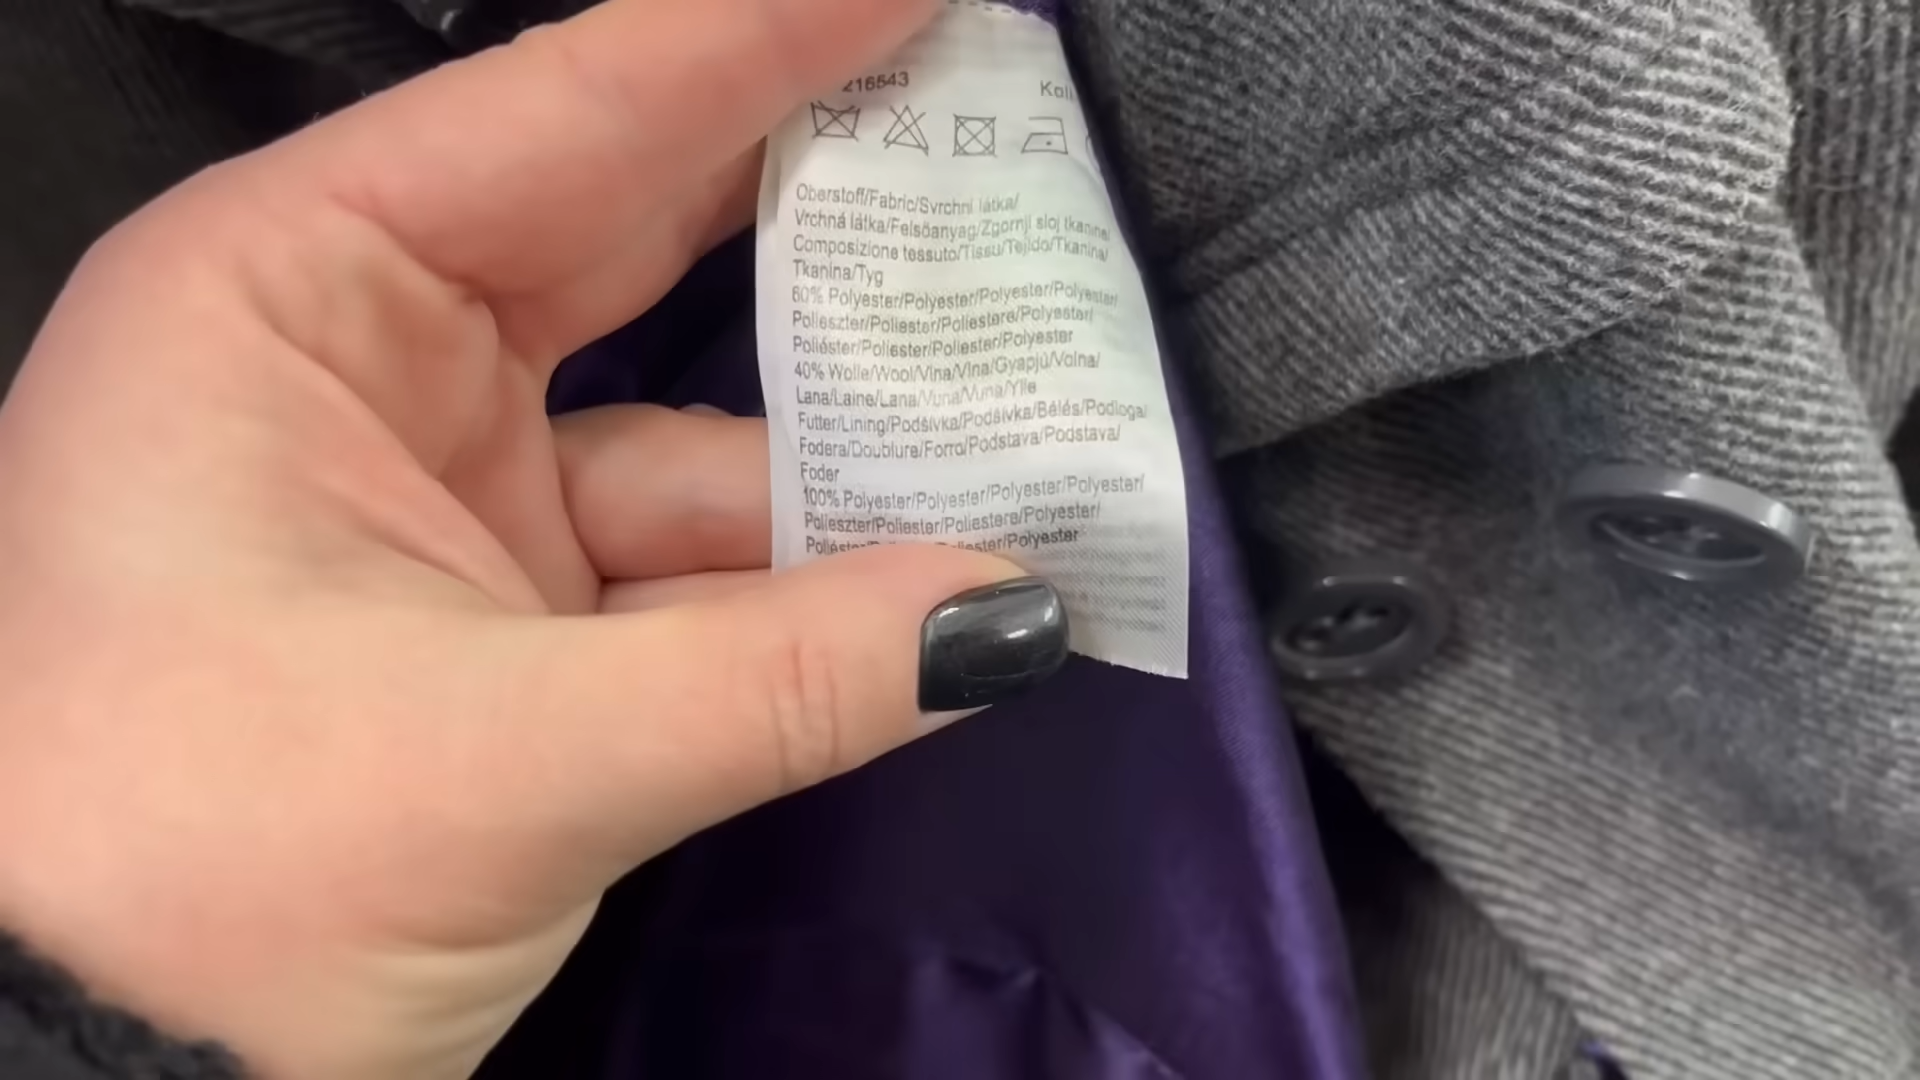 216543 Koll
Oberstoff/Fabric/Svrchní látka/
Vrchná látka/Felsőanyag/Zgornji sloj tkanine/
Composizione tessuto/Tissu/Tejido/Tkanina/
Tkanina/Tyg
60% Polyester/Polyester/Polyester/Polyester/
Poliészter/Poliester/Poliestere/Polyester/
Poliéster/Poliester/Poliester/Polyester
40% Wolle/Wool/Vlna/Vlna/Gyapjú/Volna/
Lana/Laine/Lana/Vuna/Vuna/Ylle
Futter/Lining/Podšívka/Podšívka/Bélés/Podloga/
Fodera/Doublure/Forro/Podstava/Podstava/
Foder
100% Polyester/Polyester/Polyester/Polyester/
Poliészter/Poliester/Poliestere/Polyester/
Polyester